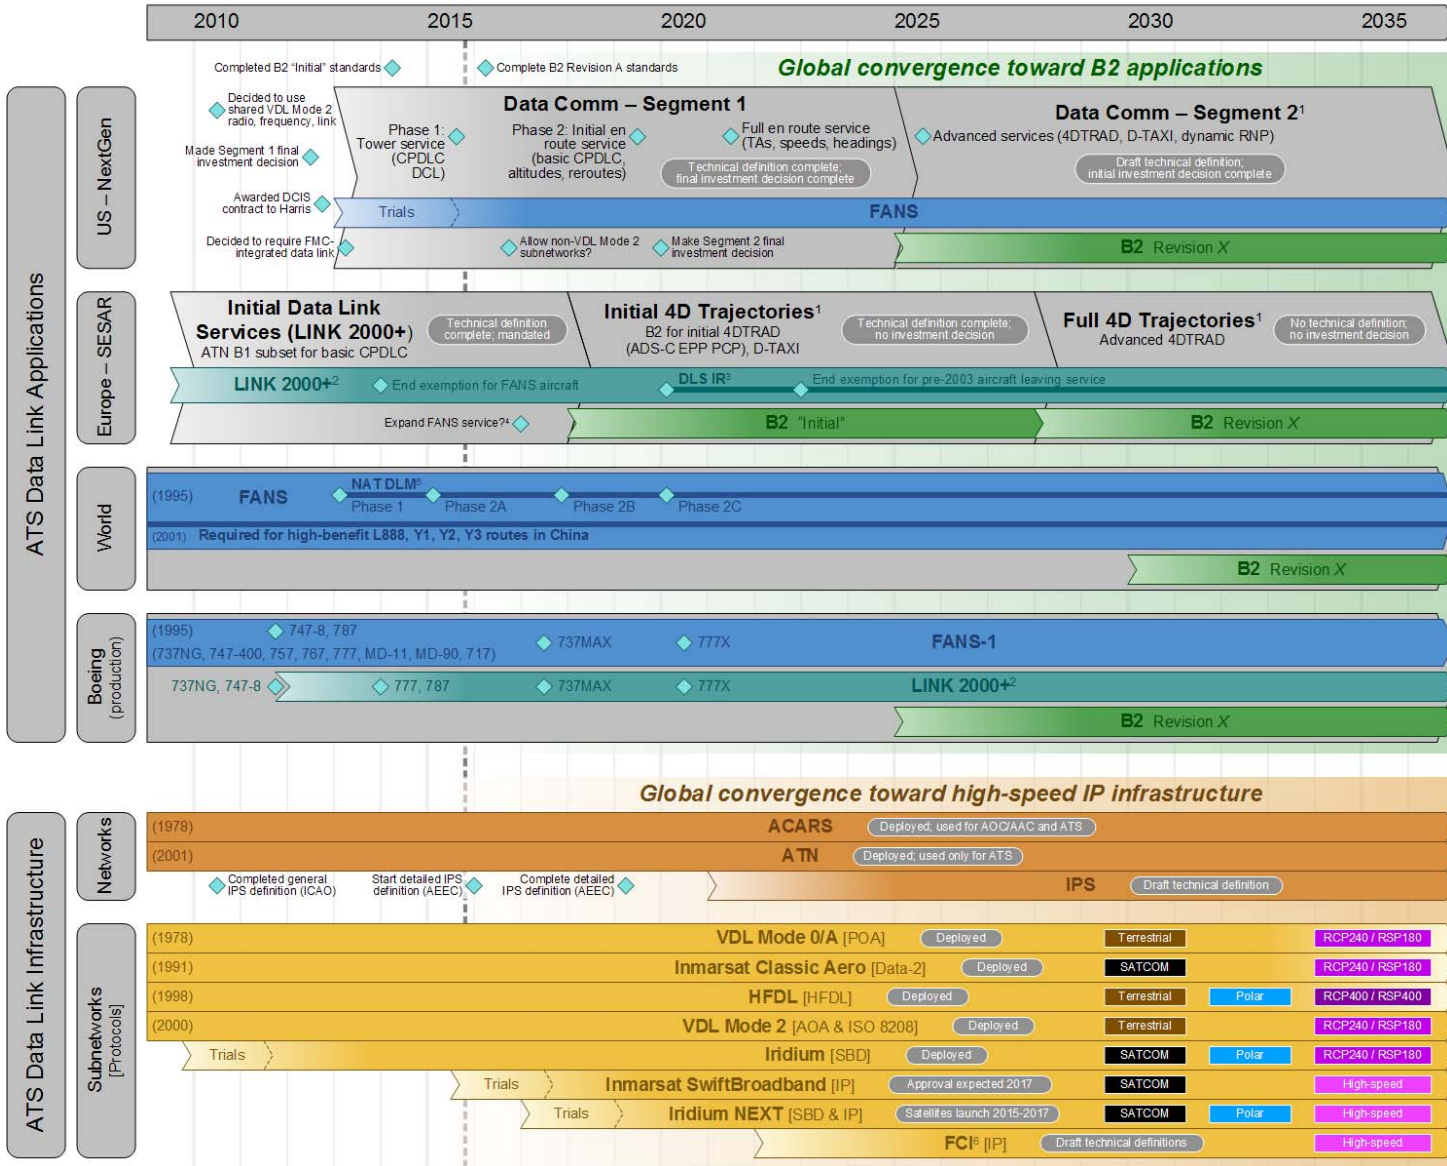 2010 2015 2020 2025 2030 2035
Completed B2 "Initial" standards
Complete B2 Revision A standards
Global convergence toward B2 applications
ATS Data Link Applications
US – NextGen
Decided to use
shared VDL Mode 2
radio, frequency, link
Made Segment 1 final
investment decision
Awarded DCIS
contract to Harris
Decided to require FMC-
integrated data link
Data Comm – Segment 1
Phase 1:
Tower service
(CPDLC
DCL)
Phase 2: Initial en
route service
(basic CPDLC,
altitudes, reroutes)
Full en route service
(TAs, speeds, headings)
Technical definition complete;
final investment decision complete
Data Comm – Segment 2¹
Advanced services (4DTRAD, D-TAXI, dynamic RNP)
Draft technical definition;
initial investment decision complete
Trials
FANS
Allow non-VDL Mode 2
subnetworks?
Make Segment 2 final
investment decision
B2 Revision X
Europe – SESAR
Initial Data Link
Services (LINK 2000+)
ATN B1 subset for basic CPDLC
Technical definition
complete; mandated
Initial 4D Trajectories¹
B2 for initial 4DTRAD
(ADS-C EPP PCP), D-TAXI
Technical definition complete;
no investment decision
Full 4D Trajectories¹
Advanced 4DTRAD
No technical definition;
no investment decision
LINK 2000+²
End exemption for FANS aircraft
DLS IR³
End exemption for pre-2003 aircraft leaving service
Expand FANS service?⁴
B2 "Initial"
B2 Revision X
World
(1995) FANS
NAT DLM⁵
Phase 1
Phase 2A
Phase 2B
Phase 2C
(2001) Required for high-benefit L888, Y1, Y2, Y3 routes in China
B2 Revision X
Boeing
(production)
(1995)
747-8, 787
(737NG, 747-400, 757, 767, 777, MD-11, MD-90, 717)
737MAX
777X
FANS-1
737NG, 747-8
777, 787
737MAX
777X
LINK 2000+²
B2 Revision X
Global convergence toward high-speed IP infrastructure
ATS Data Link Infrastructure
Networks
(1978) ACARS Deployed; used for AOC/AAC and ATS
(2001) ATN Deployed; used only for ATS
Completed general
IPS definition (ICAO)
Start detailed IPS
definition (AEEC)
Complete detailed
IPS definition (AEEC)
IPS Draft technical definition
Subnetworks
[Protocols]
(1978) VDL Mode 0/A [POA] Deployed Terrestrial RCP240 / RSP180
(1991) Inmarsat Classic Aero [Data-2] Deployed SATCOM RCP240 / RSP180
(1998) HFDL [HFDL] Deployed Terrestrial Polar RCP400 / RSP400
(2000) VDL Mode 2 [AOA & ISO 8208] Deployed Terrestrial RCP240 / RSP180
Trials Iridium [SBD] Deployed SATCOM Polar RCP240 / RSP180
Trials Inmarsat SwiftBroadband [IP] Approval expected 2017 SATCOM High-speed
Trials Iridium NEXT [SBD & IP] Satellites launch 2015-2017 SATCOM Polar High-speed
FCI⁶ [IP] Draft technical definitions High-speed